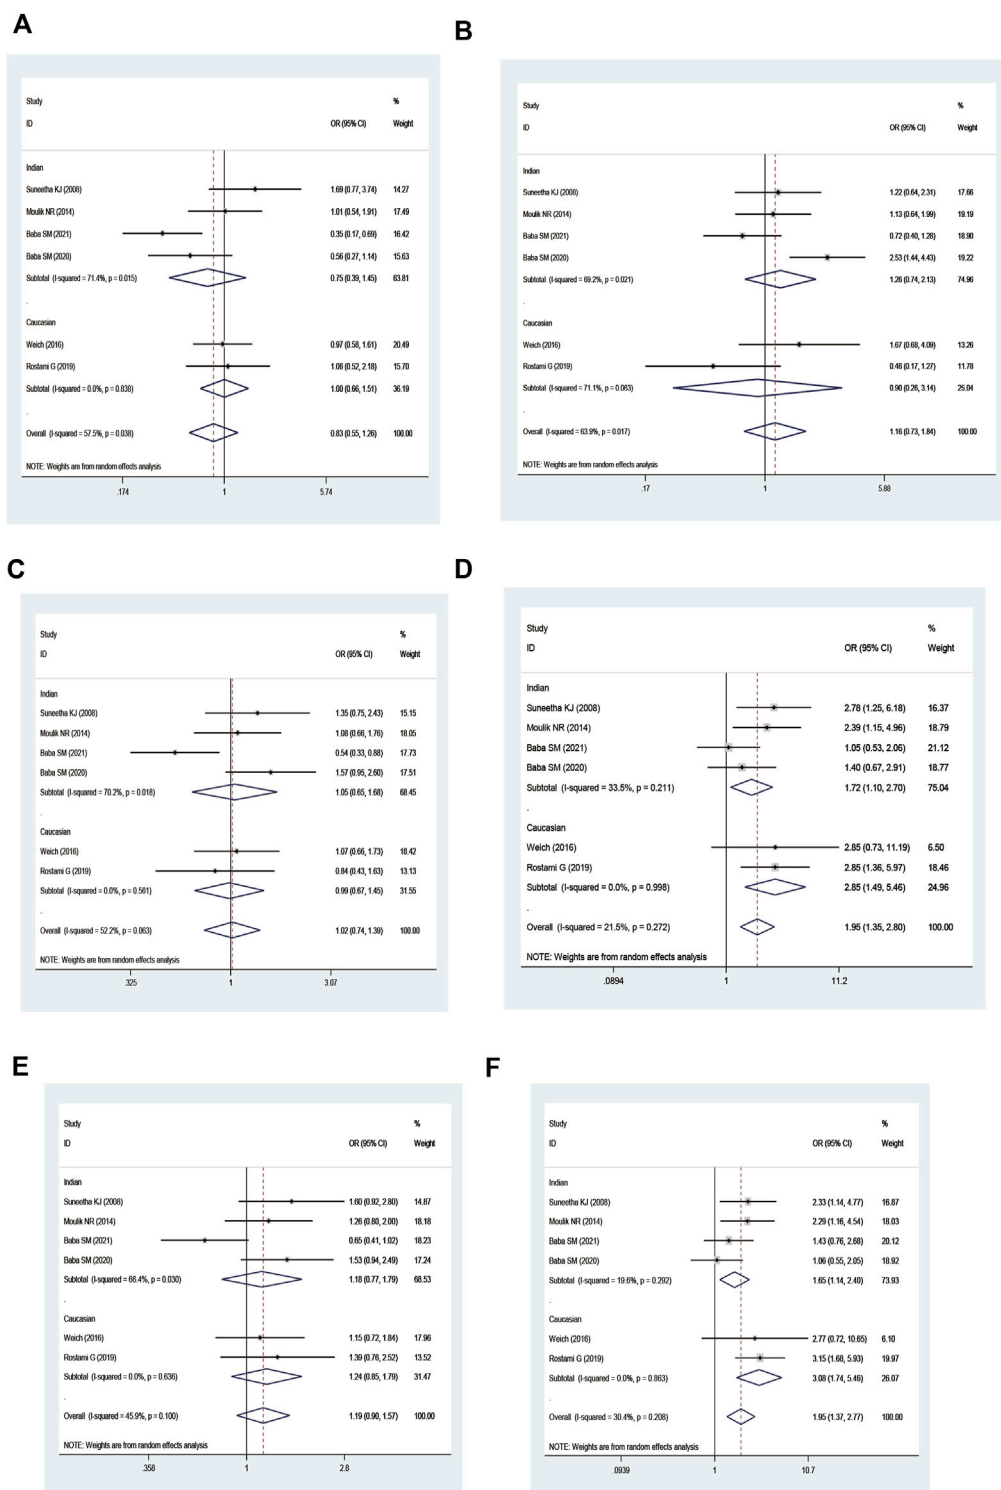 A
Study %
ID OR (95% CI) Weight
Indian
Suneetha KJ (2008) 1.69 (0.77, 3.74) 14.27
Moulik NR (2014) 1.01 (0.54, 1.91) 17.49
Baba SM (2021) 0.35 (0.17, 0.69) 16.42
Baba SM (2020) 0.56 (0.27, 1.14) 15.63
Subtotal (I-squared = 71.4%, p = 0.015) 0.75 (0.39, 1.45) 63.81
.
Caucasian
Weich (2016) 0.97 (0.58, 1.61) 20.49
Rostami G (2019) 1.06 (0.52, 2.18) 15.70
Subtotal (I-squared = 0.0%, p = 0.838) 1.00 (0.66, 1.51) 36.19
.
Overall (I-squared = 57.5%, p = 0.038) 0.83 (0.55, 1.26) 100.00
NOTE: Weights are from random effects analysis
.174 1 5.74
B
Study %
ID OR (95% CI) Weight
Indian
Suneetha KJ (2008) 1.22 (0.64, 2.31) 17.66
Moulik NR (2014) 1.13 (0.64, 1.99) 19.19
Baba SM (2021) 0.72 (0.40, 1.28) 18.90
Baba SM (2020) 2.53 (1.44, 4.43) 19.22
Subtotal (I-squared = 69.2%, p = 0.021) 1.26 (0.74, 2.13) 74.96
.
Caucasian
Weich (2016) 1.67 (0.68, 4.09) 13.26
Rostami G (2019) 0.46 (0.17, 1.27) 11.78
Subtotal (I-squared = 71.1%, p = 0.063) 0.90 (0.26, 3.14) 25.04
.
Overall (I-squared = 63.9%, p = 0.017) 1.16 (0.73, 1.84) 100.00
NOTE: Weights are from random effects analysis
.17 1 5.88
C
Study %
ID OR (95% CI) Weight
Indian
Suneetha KJ (2008) 1.35 (0.75, 2.43) 15.15
Moulik NR (2014) 1.08 (0.66, 1.76) 18.05
Baba SM (2021) 0.54 (0.33, 0.88) 17.73
Baba SM (2020) 1.57 (0.95, 2.60) 17.51
Subtotal (I-squared = 70.2%, p = 0.018) 1.05 (0.65, 1.68) 68.45
.
Caucasian
Weich (2016) 1.07 (0.66, 1.73) 18.42
Rostami G (2019) 0.84 (0.43, 1.63) 13.13
Subtotal (I-squared = 0.0%, p = 0.561) 0.99 (0.67, 1.45) 31.55
.
Overall (I-squared = 52.2%, p = 0.063) 1.02 (0.74, 1.39) 100.00
NOTE: Weights are from random effects analysis
.325 1 3.07
D
Study %
ID OR (95% CI) Weight
Indian
Suneetha KJ (2008) 2.78 (1.25, 6.18) 16.37
Moulik NR (2014) 2.39 (1.15, 4.96) 18.79
Baba SM (2021) 1.05 (0.53, 2.06) 21.12
Baba SM (2020) 1.40 (0.67, 2.91) 18.77
Subtotal (I-squared = 33.5%, p = 0.211) 1.72 (1.10, 2.70) 75.04
.
Caucasian
Weich (2016) 2.85 (0.73, 11.19) 6.50
Rostami G (2019) 2.85 (1.36, 5.97) 18.46
Subtotal (I-squared = 0.0%, p = 0.998) 2.85 (1.49, 5.46) 24.96
.
Overall (I-squared = 21.5%, p = 0.272) 1.95 (1.35, 2.80) 100.00
NOTE: Weights are from random effects analysis
.0894 1 11.2
E
Study %
ID OR (95% CI) Weight
Indian
Suneetha KJ (2008) 1.60 (0.92, 2.80) 14.87
Moulik NR (2014) 1.26 (0.80, 2.00) 18.18
Baba SM (2021) 0.65 (0.41, 1.02) 18.23
Baba SM (2020) 1.53 (0.94, 2.49) 17.24
Subtotal (I-squared = 66.4%, p = 0.030) 1.18 (0.77, 1.79) 68.53
.
Caucasian
Weich (2016) 1.15 (0.72, 1.84) 17.96
Rostami G (2019) 1.39 (0.76, 2.52) 13.52
Subtotal (I-squared = 0.0%, p = 0.636) 1.24 (0.85, 1.79) 31.47
.
Overall (I-squared = 45.9%, p = 0.100) 1.19 (0.90, 1.57) 100.00
NOTE: Weights are from random effects analysis
.358 1 2.8
F
Study %
ID OR (95% CI) Weight
Indian
Suneetha KJ (2008) 2.33 (1.14, 4.77) 16.87
Moulik NR (2014) 2.29 (1.16, 4.54) 18.03
Baba SM (2021) 1.43 (0.76, 2.68) 20.12
Baba SM (2020) 1.06 (0.55, 2.05) 18.92
Subtotal (I-squared = 19.6%, p = 0.292) 1.65 (1.14, 2.40) 73.93
.
Caucasian
Weich (2016) 2.77 (0.72, 10.65) 6.10
Rostami G (2019) 3.15 (1.68, 5.93) 19.97
Subtotal (I-squared = 0.0%, p = 0.863) 3.08 (1.74, 5.46) 26.07
.
Overall (I-squared = 30.4%, p = 0.208) 1.95 (1.37, 2.77) 100.00
NOTE: Weights are from random effects analysis
.0939 1 10.7